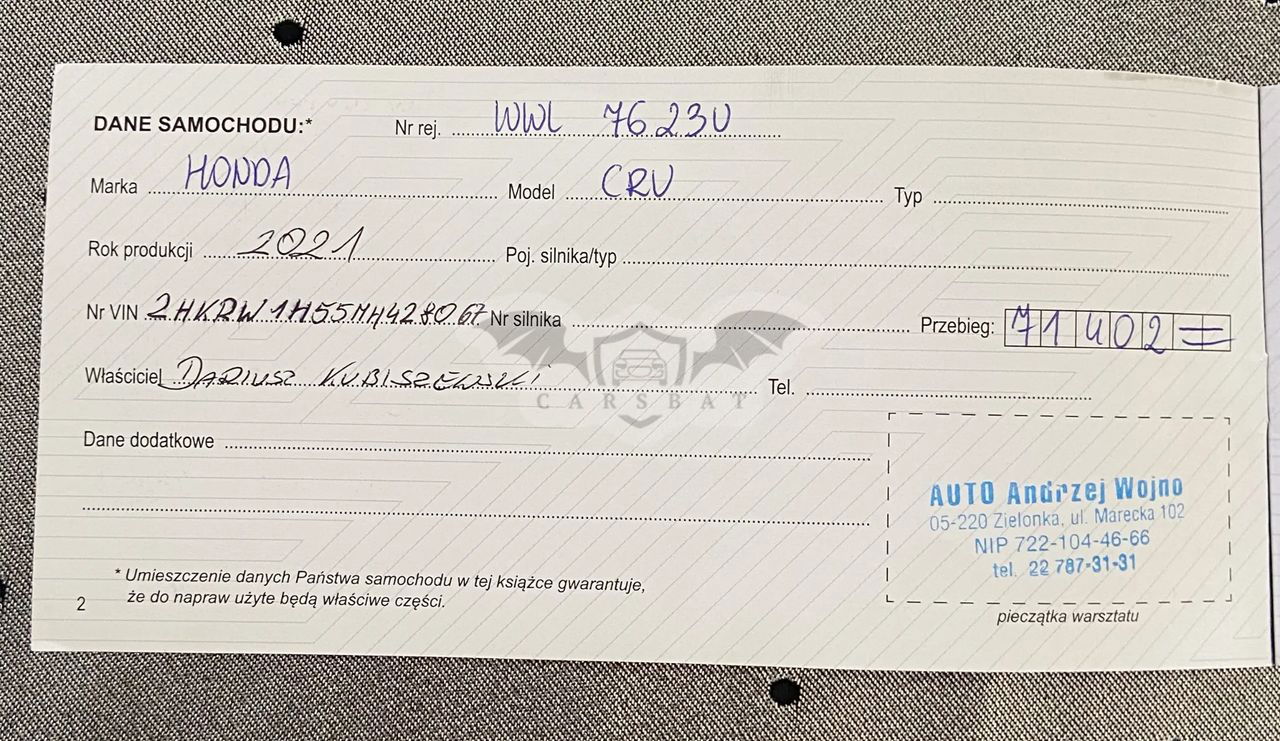 DANE SAMOCHODU:* Nr rej. WWL 7623U
Marka HONDA Model CRV Typ
Rok produkcji 2021 Poj. silnika/typ
Nr VIN 2HKRW1H55MH428067 Nr silnika Przebieg: 71402=
Właściciel DARIUSZ KUBISZEWSKI Tel.
CARSBAT
Dane dodatkowe
AUTO Andrzej Wojno
05-220 Zielonka, ul. Marecka 102
NIP 722-104-46-66
tel. 22 787-31-31
* Umieszczenie danych Państwa samochodu w tej książce gwarantuje,
że do napraw użyte będą właściwe części.
2
pieczątka warsztatu